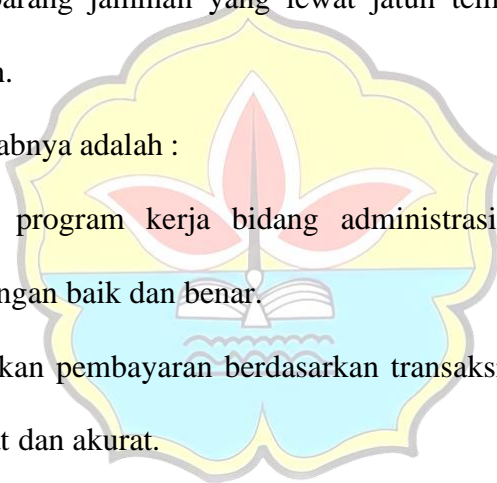 barang jaminan yang lewat jatuh tem
n.
abnya adalah :
program kerja bidang administrasi
ngan baik dan benar.
kan pembayaran berdasarkan transaksi
at dan akurat.